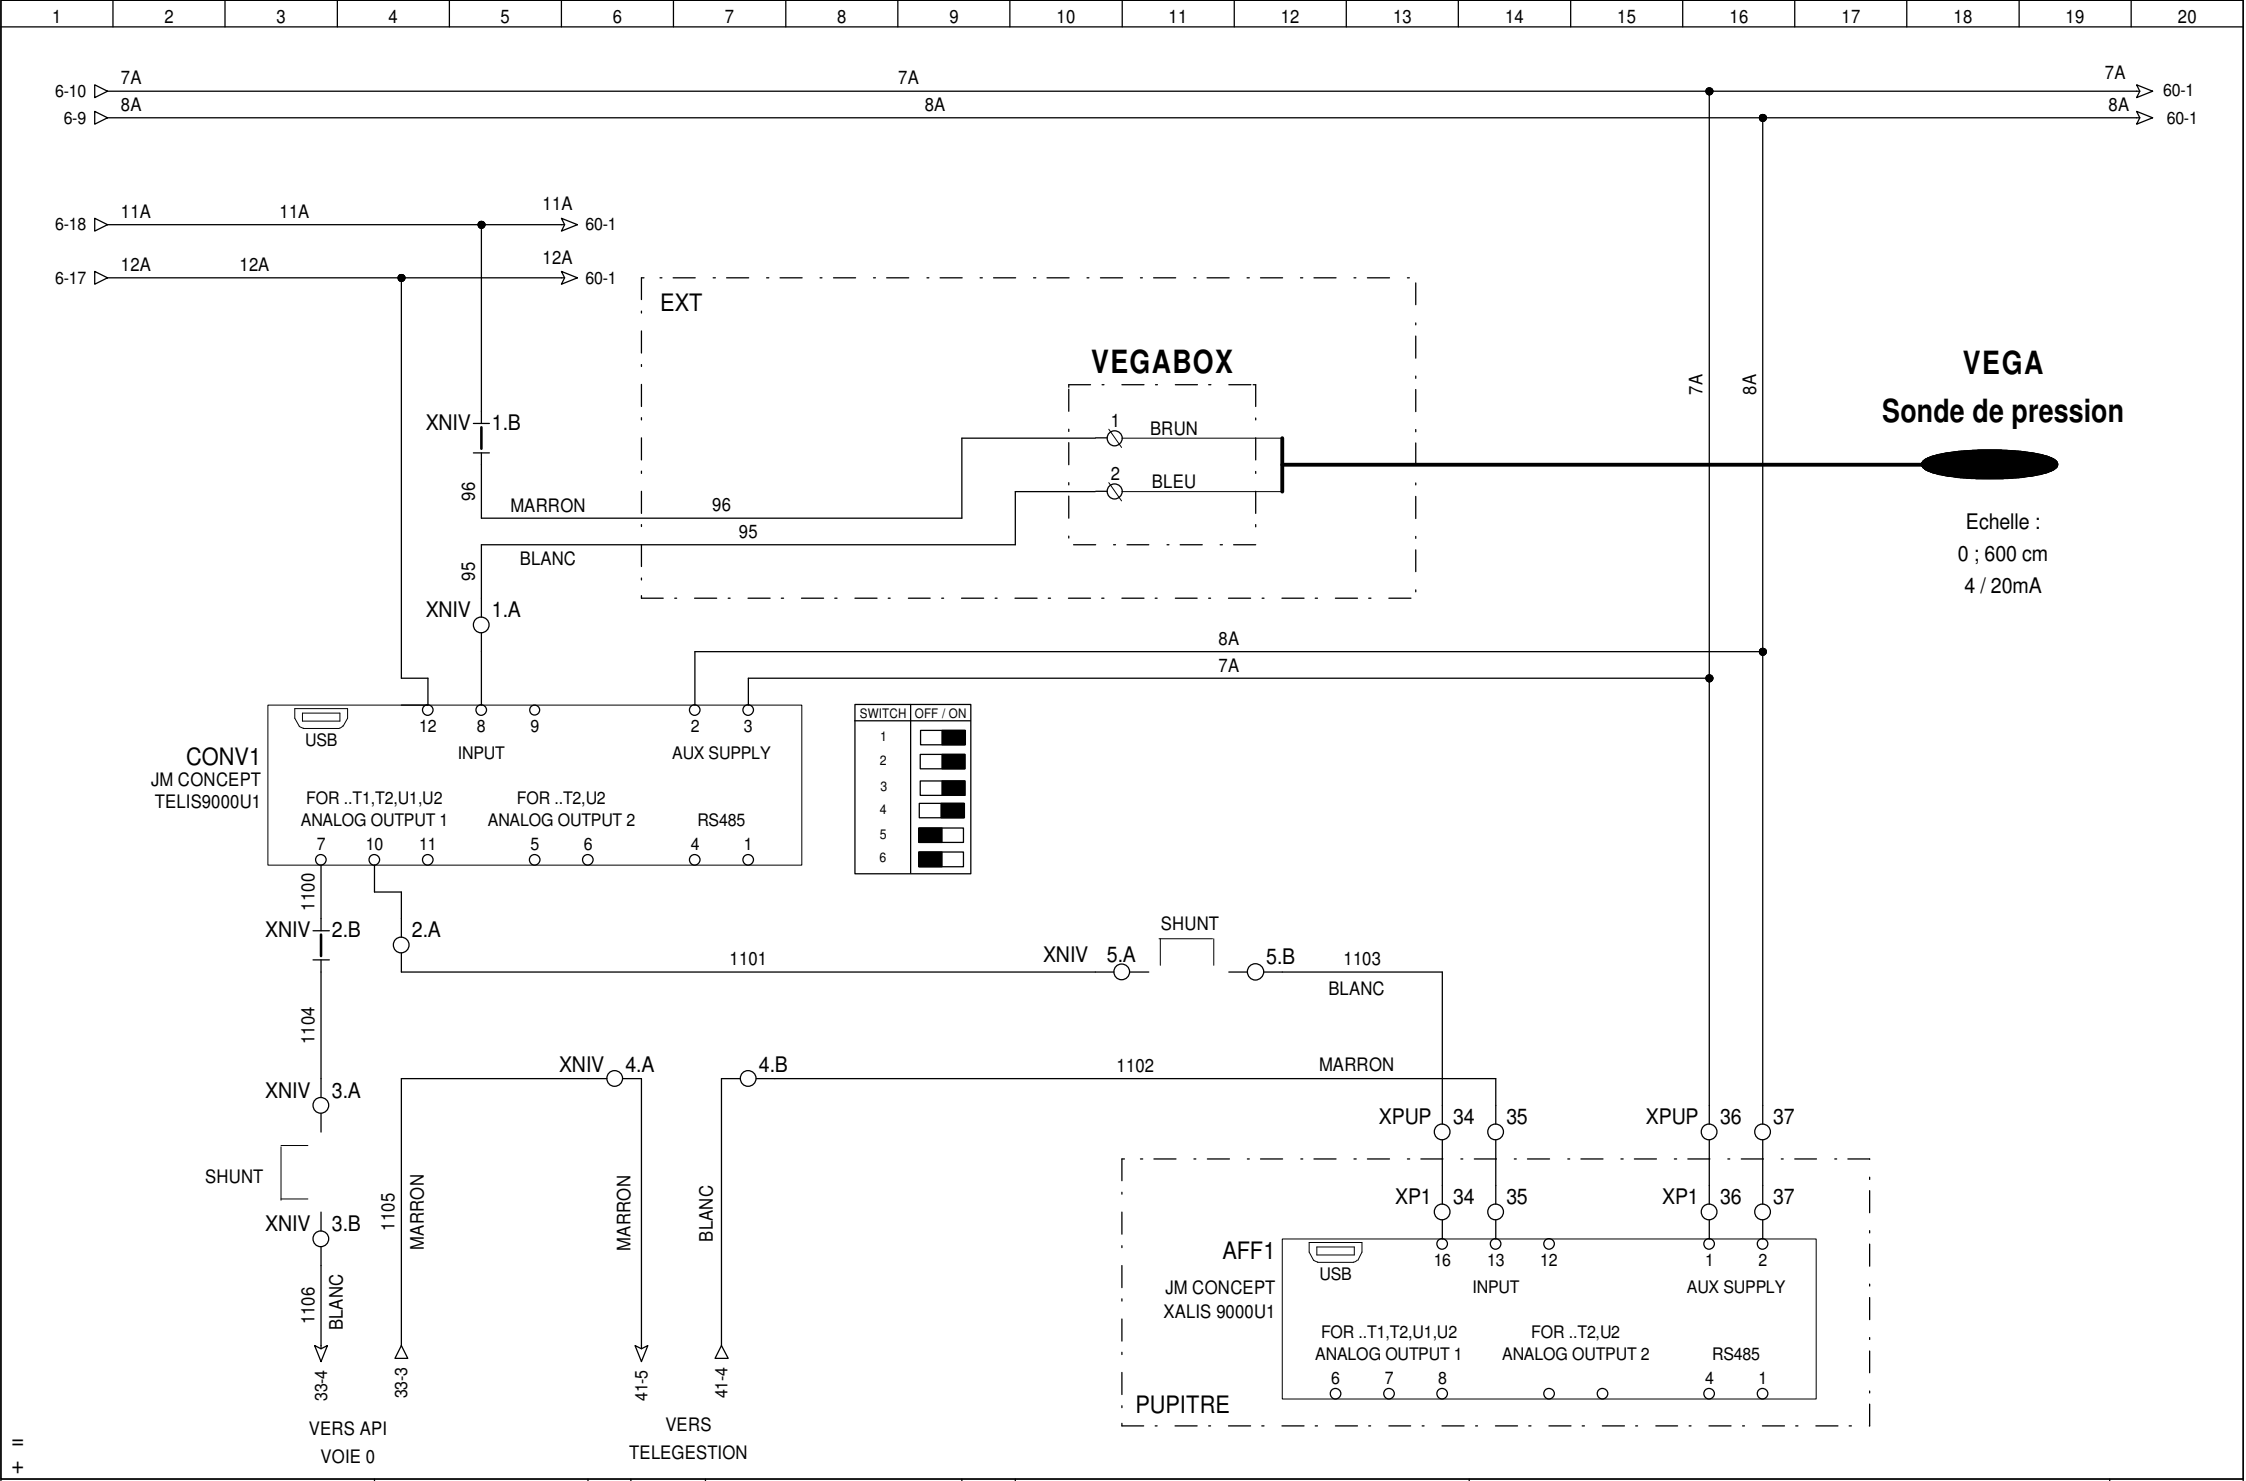 1 2 3 4 5 6 7 8 9 10 11 12 13 14 15 16 17 18 19 20
7A 7A 7A
6-10 60-1
8A 8A 8A
6-9 60-1
11A 11A 11A
6-18 60-1
12A 12A 12A
6-17 60-1
EXT
VEGABOX
VEGA
7A 8A
Sonde de pression
XNIV 1.B
1 BRUN
2 BLEU
96
MARRON 96
95
BLANC
95
Echelle :
0 ; 600 cm
4 / 20mA
XNIV 1.A
8A
7A
CONV1
JM CONCEPT
TELIS9000U1
USB
12 8 9 2 3
INPUT AUX SUPPLY
FOR ..T1,T2,U1,U2 FOR ..T2,U2
ANALOG OUTPUT 1 ANALOG OUTPUT 2 RS485
7 10 11 5 6 4 1
SWITCH OFF / ON
1
2
3
4
5
6
1100
XNIV 2.B 2.A
SHUNT
1101 XNIV 5.A 5.B 1103
BLANC
1104
XNIV 4.A 4.B 1102 MARRON
XNIV 3.A
SHUNT
XNIV 3.B
1105
MARRON
MARRON
BLANC
1106
BLANC
XPUP 34 35 XPUP 36 37
XP1 34 35 XP1 36 37
AFF1
JM CONCEPT
XALIS 9000U1
USB
16 13 12 1 2
INPUT AUX SUPPLY
FOR ..T1,T2,U1,U2 FOR ..T2,U2
ANALOG OUTPUT 1 ANALOG OUTPUT 2 RS485
6 7 8 4 1
PUPITRE
33-4 33-3 41-5 41-4
VERS API
VOIE 0
VERS
TELEGESTION
=
+